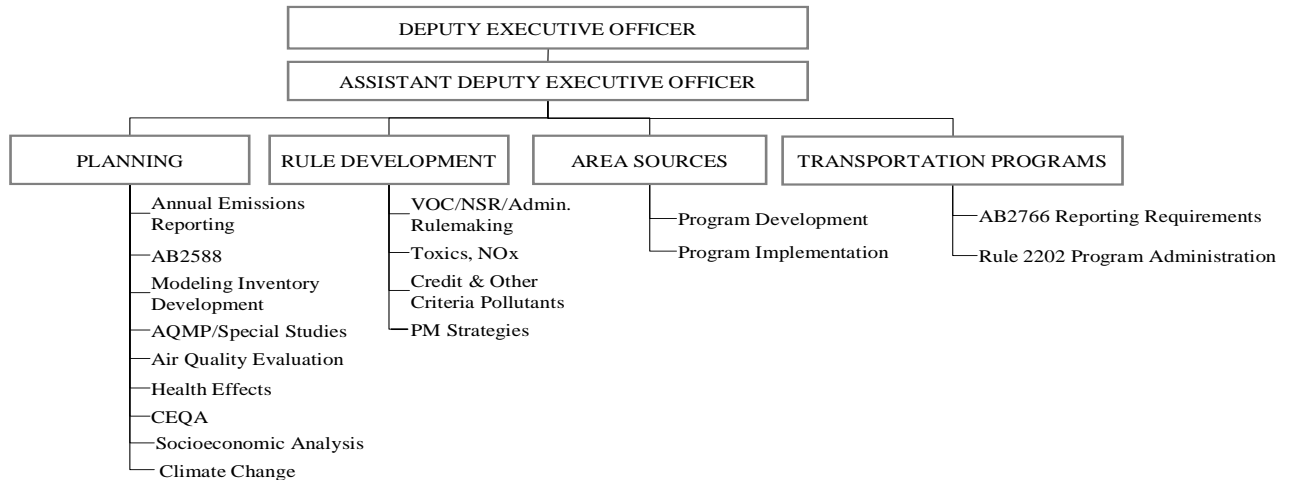 DEPUTY EXECUTIVE OFFICER
ASSISTANT DEPUTY EXECUTIVE OFFICER
PLANNING
Annual Emissions
Reporting
AB2588
Modeling Inventory
Development
AQMP/Special Studies
Air Quality Evaluation
Health Effects
CEQA
Socioeconomic Analysis
Climate Change
RULE DEVELOPMENT
VOC/NSR/Admin.
Rulemaking
Toxics, NOx
Credit & Other
Criteria Pollutants
PM Strategies
AREA SOURCES
Program Development
Program Implementation
TRANSPORTATION PROGRAMS
AB2766 Reporting Requirements
Rule 2202 Program Administration